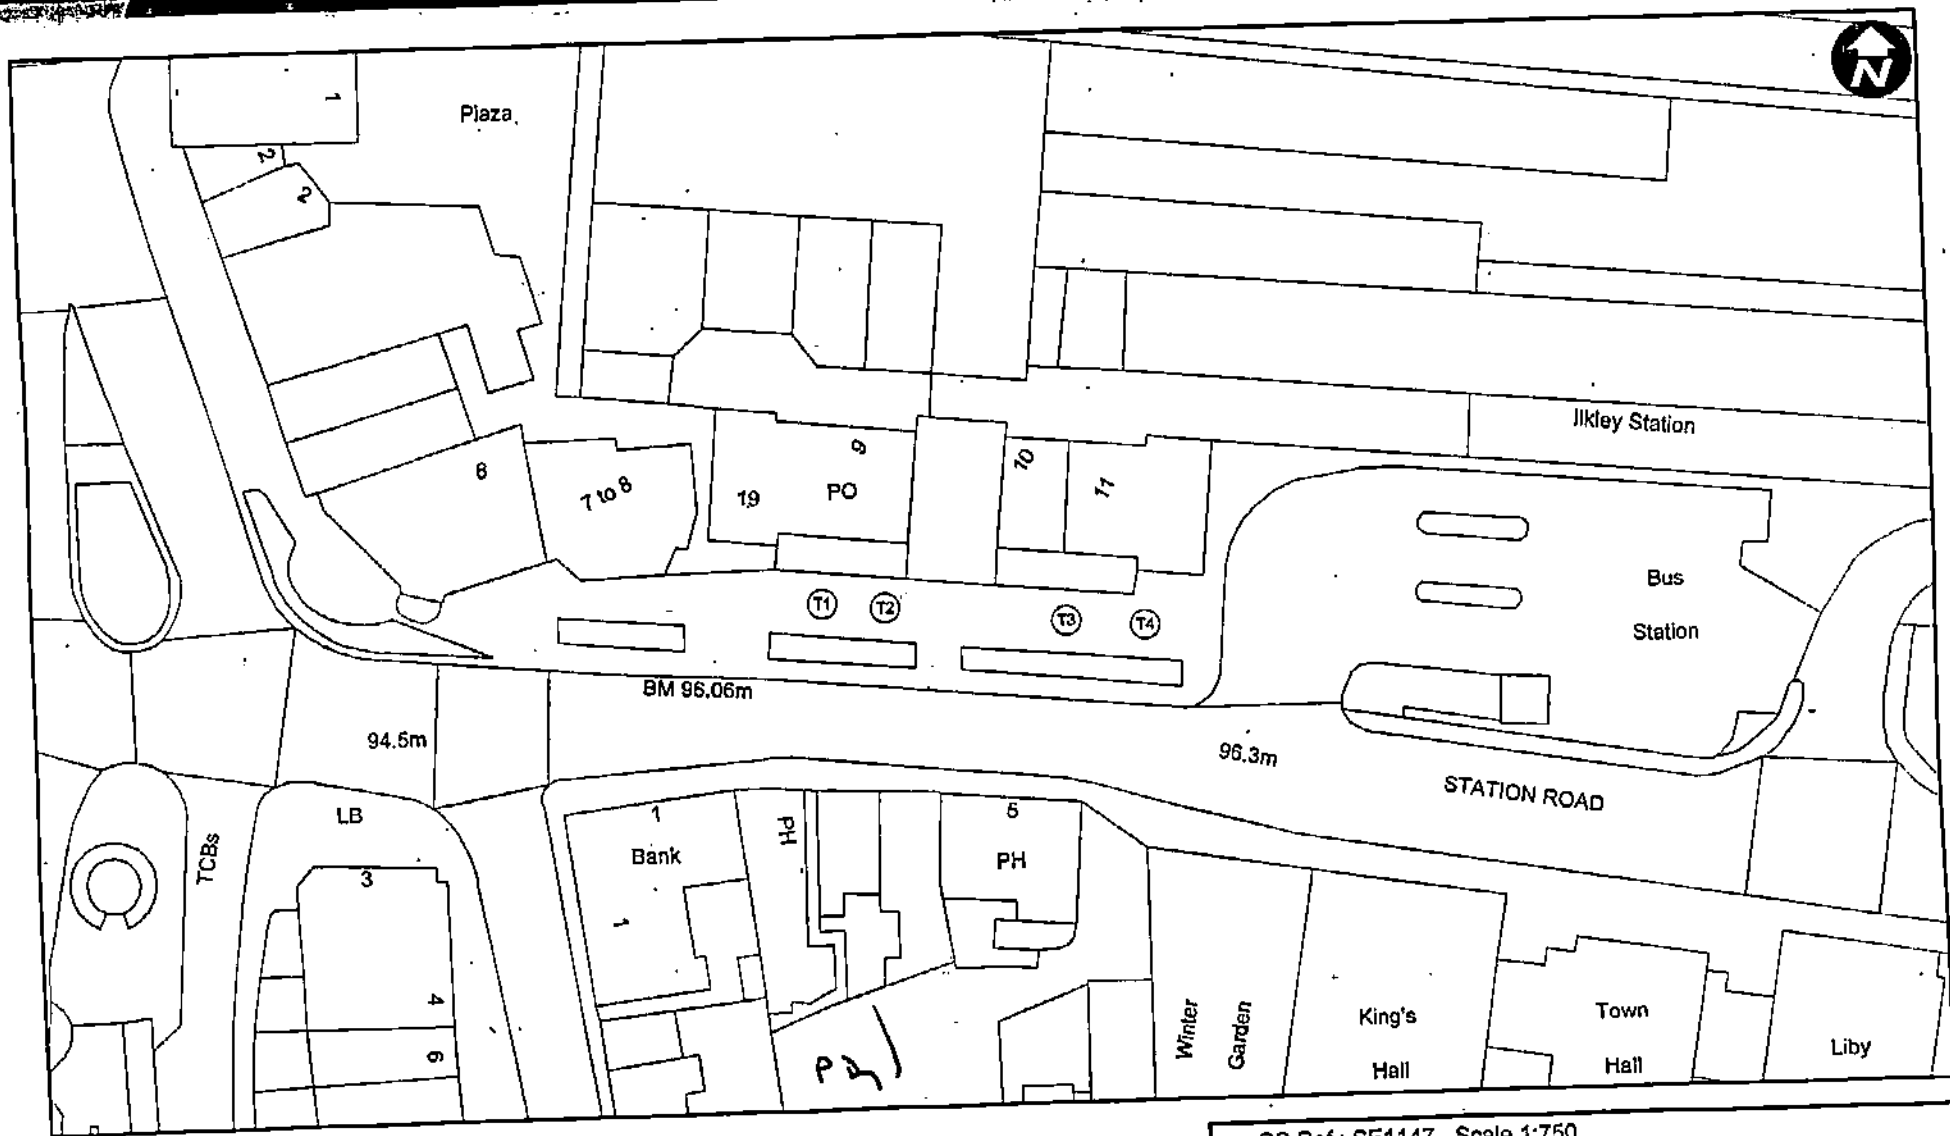 N
1
Plaza
2
2
Ilkley Station
6
7 to 8
19
PO
9
10
11
Bus
Station
T1
T2
T3
T4
BM 96.06m
94.5m
96.3m
STATION ROAD
LB
TCBs
3
4
6
1
Bank
1
PH
5
PH
Winter
Garden
King's
Hall
Town
Hall
Liby
Scale 1:750